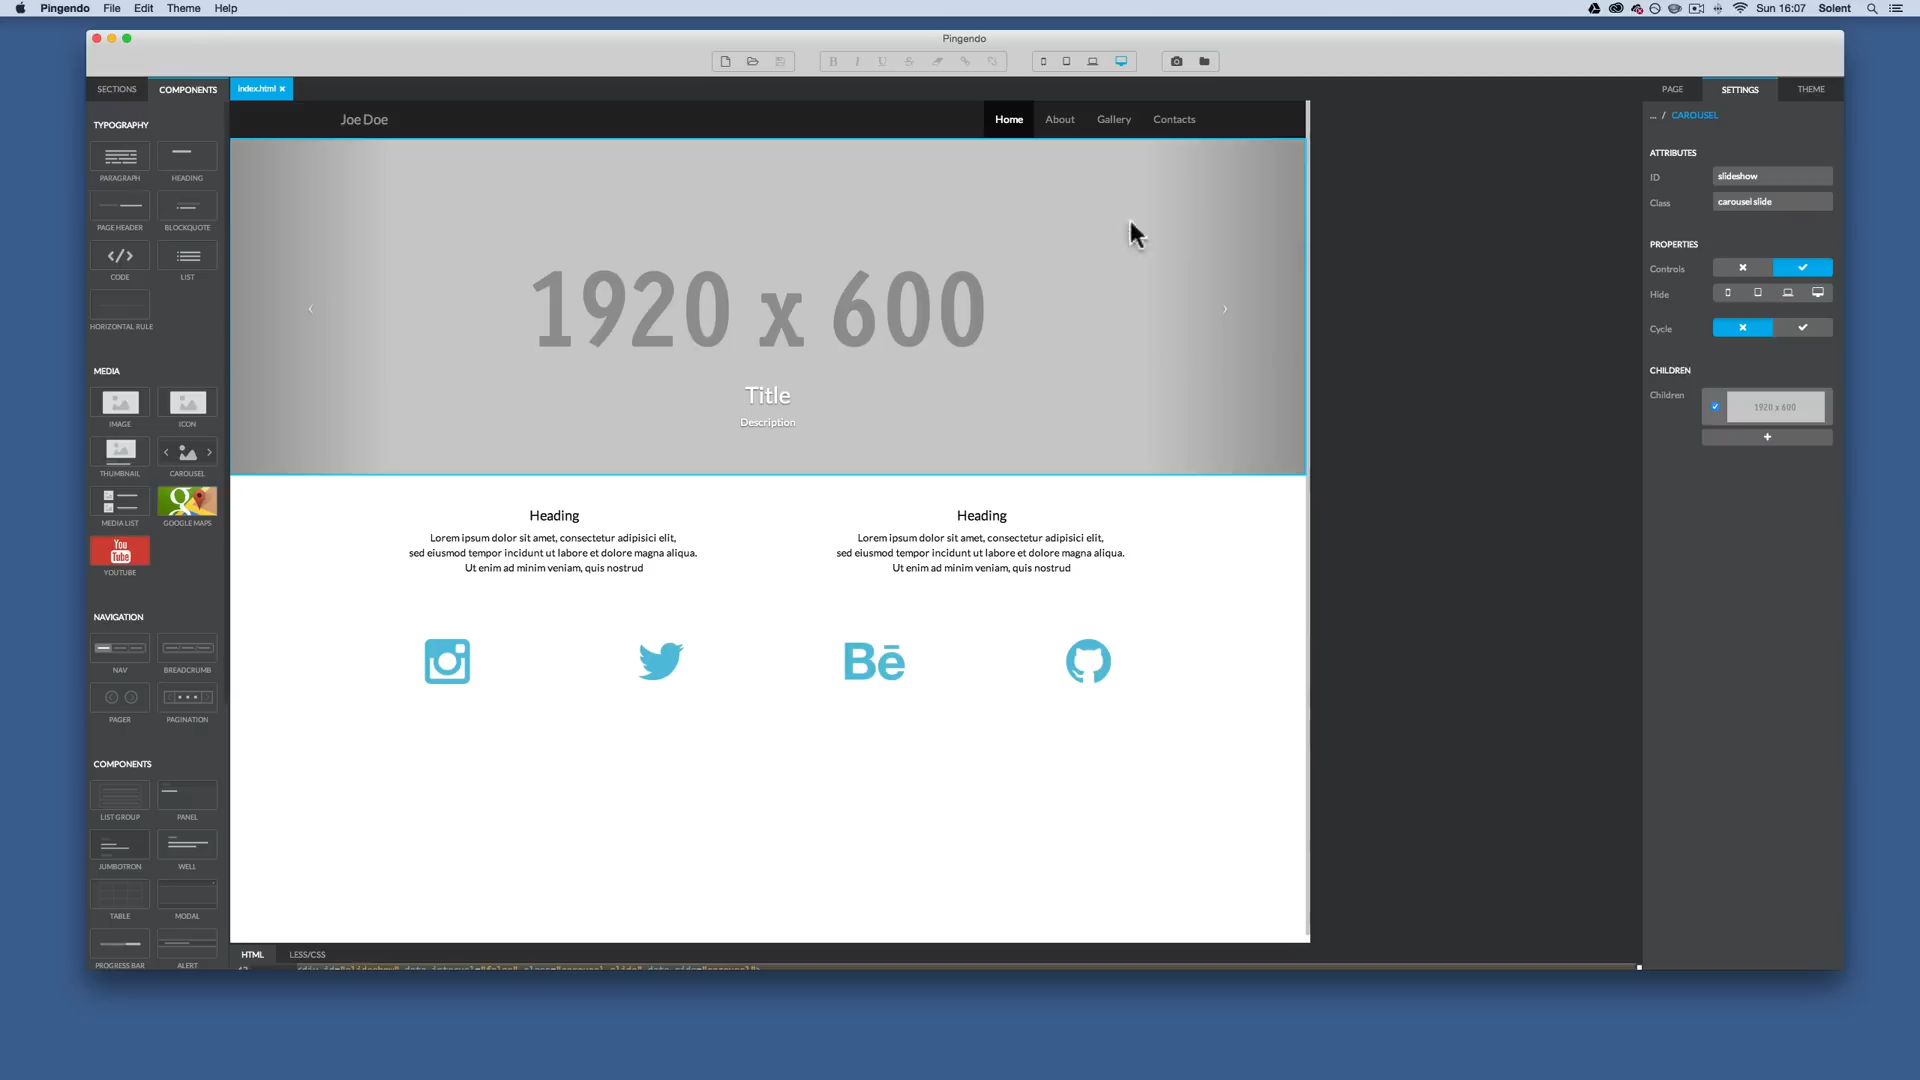 Pingendo File Edit Theme Help Sun 16:07 Solent
Pingendo
SECTIONS COMPONENTS index.html PAGE SETTINGS THEME
... / CAROUSEL
Joe Doe Home About Gallery Contacts
TYPOGRAPHY
PARAGRAPH HEADING
PAGE HEADER BLOCKQUOTE
</>
CODE LIST
HORIZONTAL RULE
MEDIA
IMAGE ICON
THUMBNAIL CAROUSEL
g
MEDIA LIST GOOGLE MAPS
You
Tube
YOUTUBE
NAVIGATION
NAV BREADCRUMB
PAGER PAGINATION
COMPONENTS
LIST GROUP PANEL
JUMBOTRON WELL
TABLE MODAL
PROGRESS BAR ALERT
1920 x 600
Title
Description
Heading
Lorem ipsum dolor sit amet, consectetur adipisici elit,
sed eiusmod tempor incidunt ut labore et dolore magna aliqua.
Ut enim ad minim veniam, quis nostrud
Heading
Lorem ipsum dolor sit amet, consectetur adipisici elit,
sed eiusmod tempor incidunt ut labore et dolore magna aliqua.
Ut enim ad minim veniam, quis nostrud
Bē
HTML LESS/CSS
ATTRIBUTES
ID slideshow
Class carousel slide
PROPERTIES
Controls
Hide
Cycle
CHILDREN
Children 1920 x 600
+